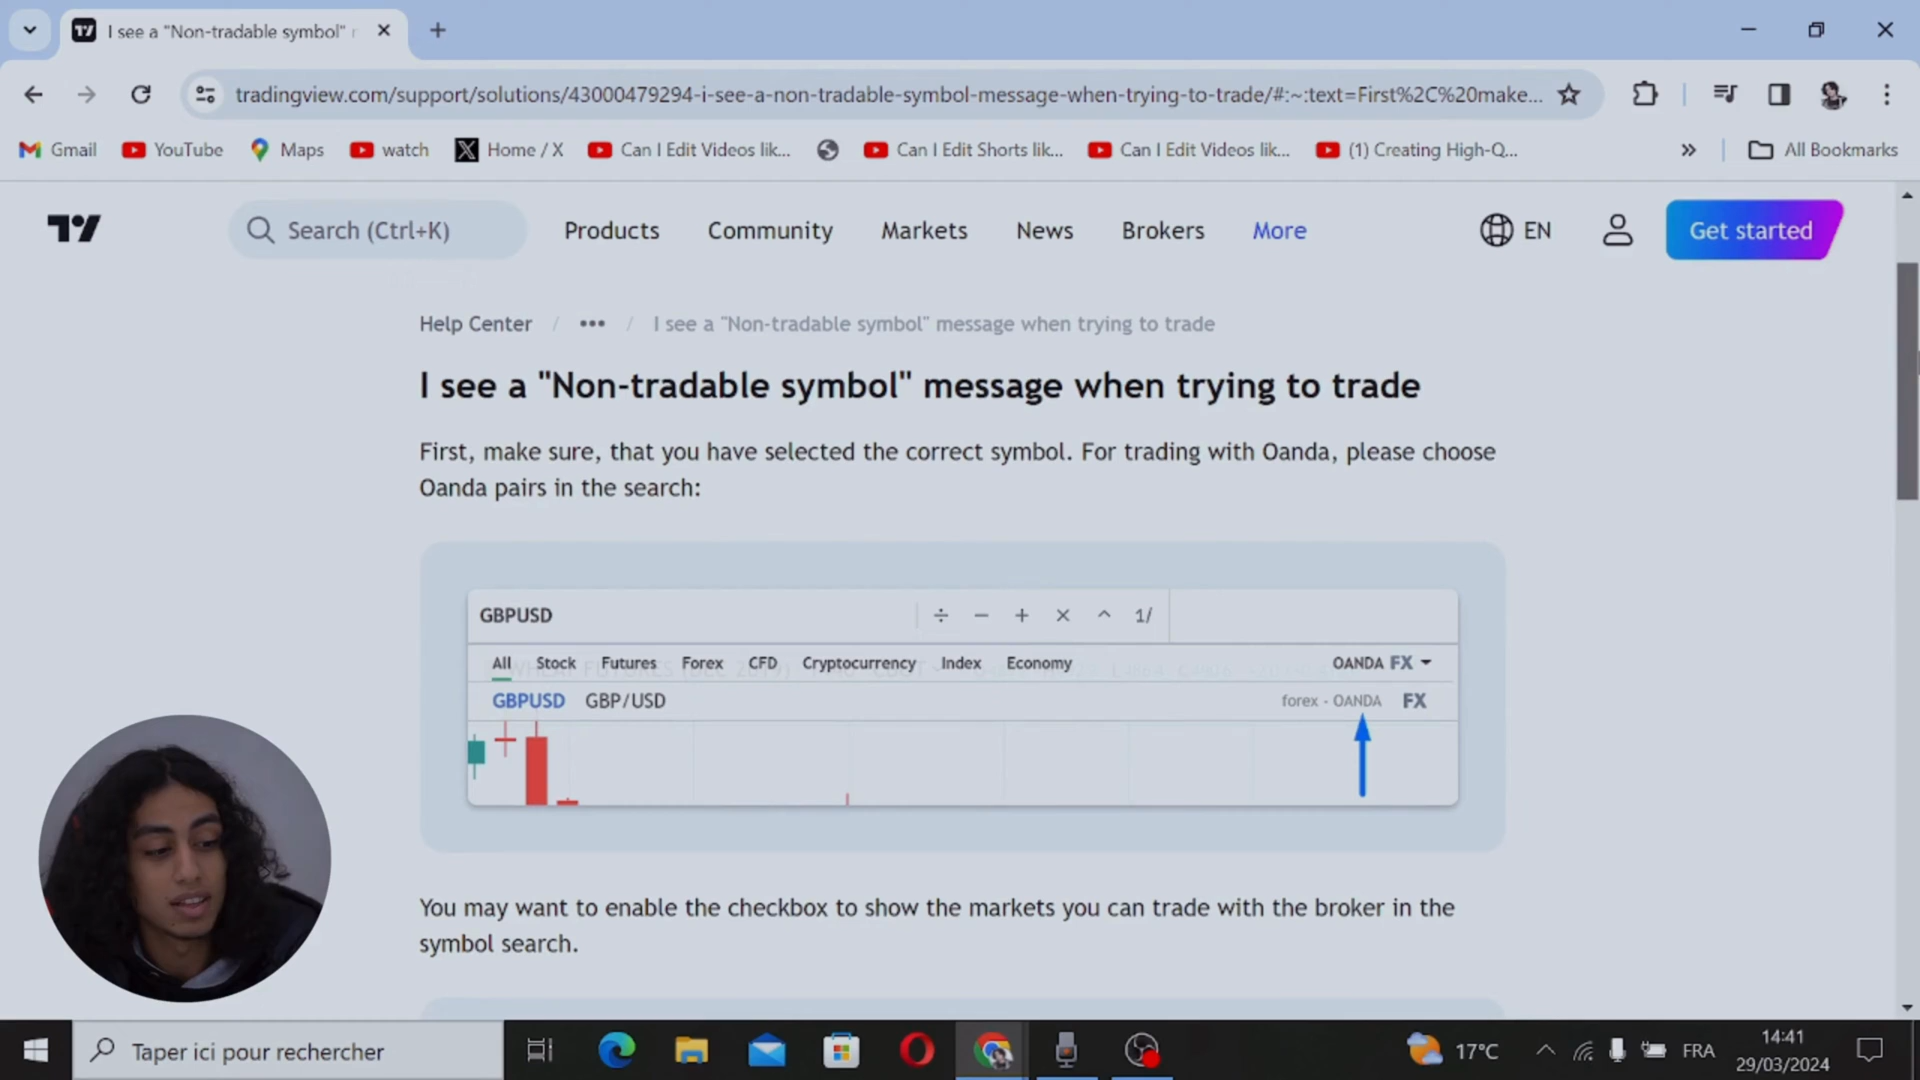 I see a "Non-tradable symbol"
tradingview.com/support/solutions/43000479294-i-see-a-non-tradable-symbol-message-when-trying-to-trade/#:~:text=First%2C%20make...
Gmail YouTube Maps watch Home / X Can I Edit Videos lik... Can I Edit Shorts lik... Can I Edit Videos lik... (1) Creating High-Q... » All Bookmarks
Search (Ctrl+K) Products Community Markets News Brokers More EN Get started
Help Center / ••• / I see a "Non-tradable symbol" message when trying to trade
I see a "Non-tradable symbol" message when trying to trade
First, make sure, that you have selected the correct symbol. For trading with Oanda, please choose
Oanda pairs in the search:
GBPUSD ÷ − + × ^ 1/
All Stock Futures Forex CFD Cryptocurrency Index Economy OANDA FX
GBPUSD GBP/USD forex - OANDA FX
You may want to enable the checkbox to show the markets you can trade with the broker in the
symbol search.
Taper ici pour rechercher 17°C FRA 14:41
29/03/2024